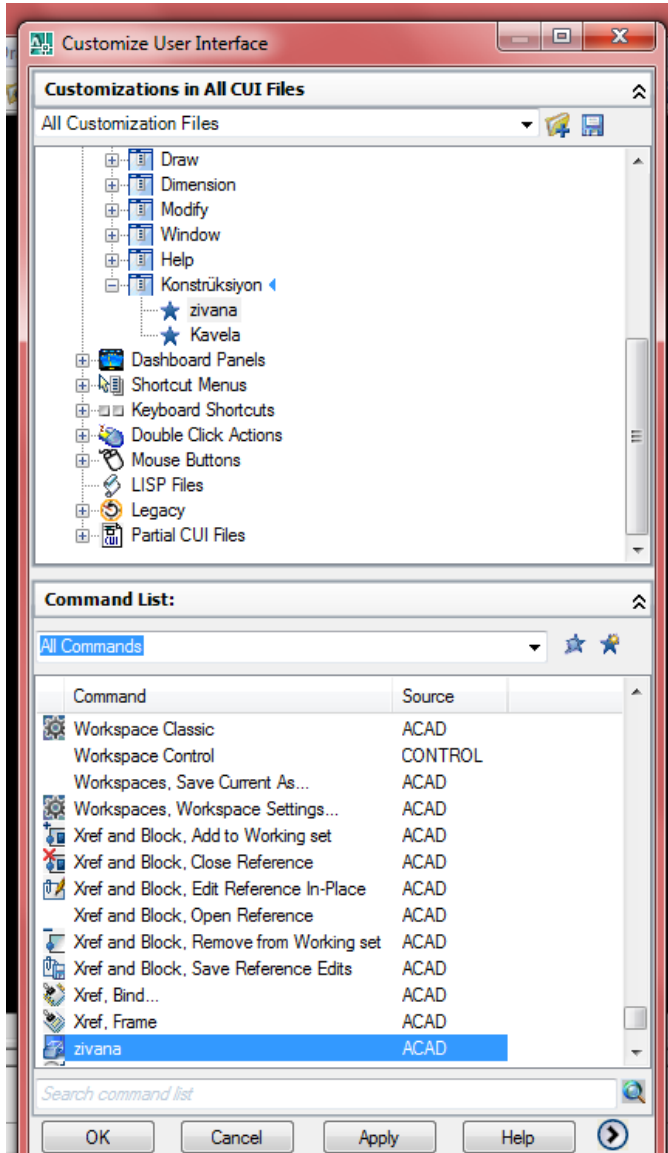 Customize User Interface
Customizations in All CUI Files
All Customization Files
Draw
Dimension
Modify
Window
Help
Konstrüksiyon
zivana
Kavela
Dashboard Panels
Shortcut Menus
Keyboard Shortcuts
Double Click Actions
Mouse Buttons
LISP Files
Legacy
CUI Partial CUI Files
Command List:
All Commands
Command Source
Workspace Classic ACAD
Workspace Control CONTROL
Workspaces, Save Current As... ACAD
Workspaces, Workspace Settings... ACAD
Xref and Block, Add to Working set ACAD
Xref and Block, Close Reference ACAD
Xref and Block, Edit Reference In-Place ACAD
Xref and Block, Open Reference ACAD
Xref and Block, Remove from Working set ACAD
Xref and Block, Save Reference Edits ACAD
Xref, Bind... ACAD
Xref, Frame ACAD
zivana ACAD
Search command list
OK Cancel Apply Help